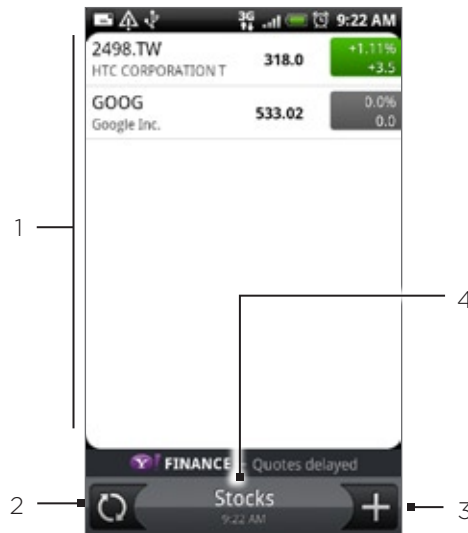 3G 9:22 AM
2498.TW 318.0 +1.11%
HTC CORPORATION T +3.5
GOOG 533.02 0.0%
Google Inc. 0.0
1
4
Y! FINANCE - Quotes delayed
2 Stocks 3
9:22 AM